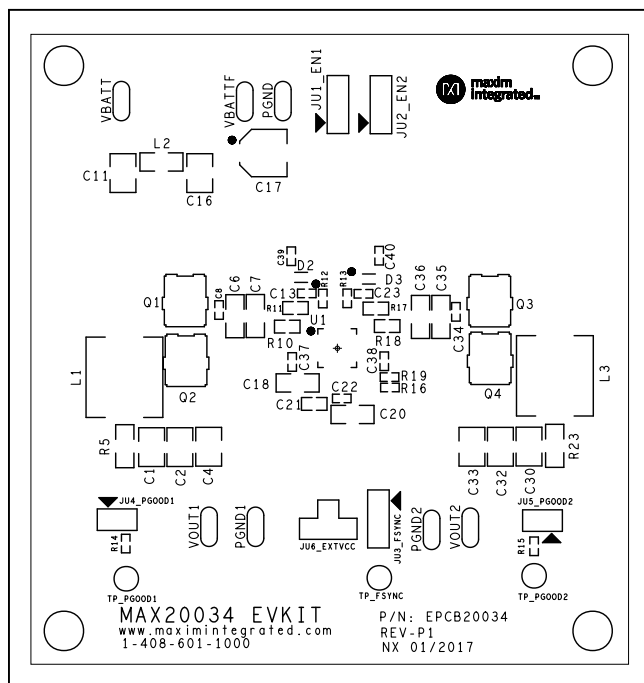 VBATT
VBATTF
PGND
JU1_EN1
JU2_EN2
maxim
integrated™
L2
C11
C16
C17
C39
D2
R12
R13
D3
C40
Q1
C8
C6
C7
C13
R11
U1
C23
R17
C36
C35
C34
Q3
R10
R18
L1
Q2
C37
C18
C38
R19
R16
Q4
L3
C21
C22
C20
R5
C1
C2
C4
C33
C32
C30
R23
JU4_PGOOD1
R14
VOUT1
PGND1
JU6_EXTVCC
JU3_FSYNC
PGND2
VOUT2
JU5_PGOOD2
R15
TP_PGOOD1
TP_FSYNC
TP_PGOOD2
MAX20034 EVKIT
www.maximintegrated.com
1-408-601-1000
P/N: EPCB20034
REV-P1
NX 01/2017